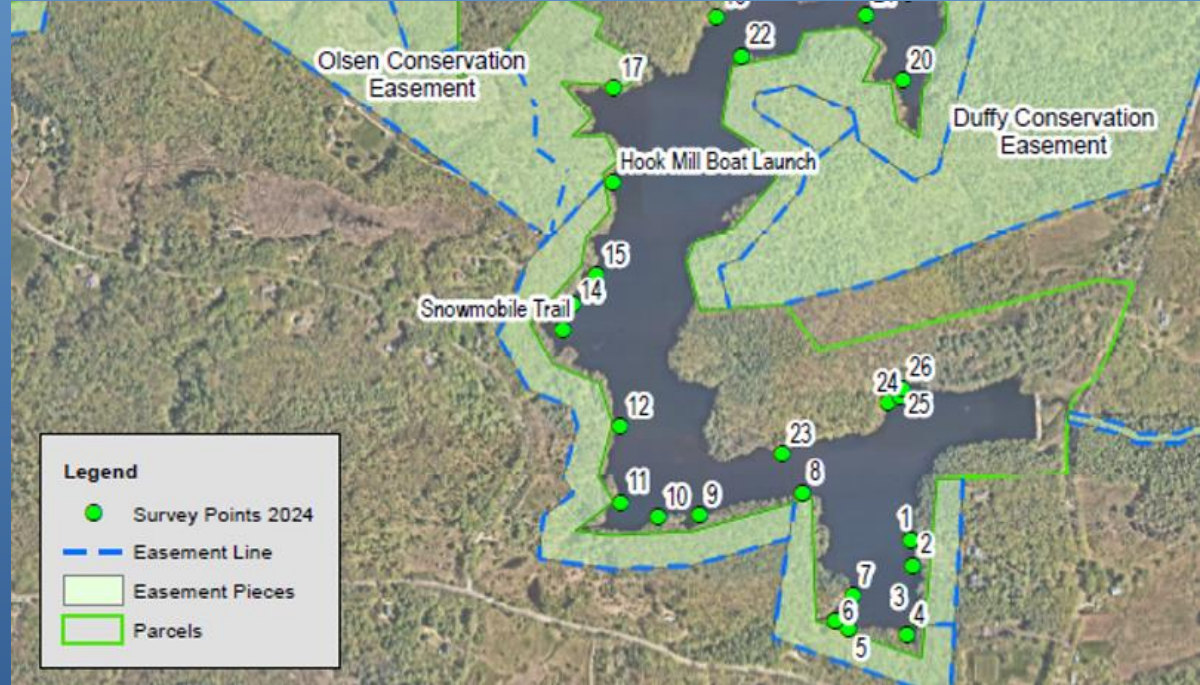 22
20
17
Olsen Conservation
Easement
Duffy Conservation
Easement
Hook Mill Boat Launch
15
14
Snowmobile Trail
26
24
25
12
23
8
11
10
9
1
2
7
3
6
4
5
Legend
Survey Points 2024
Easement Line
Easement Pieces
Parcels